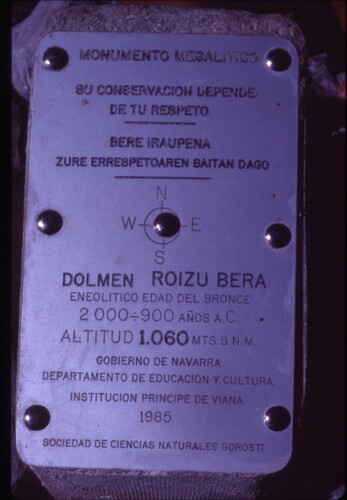 MONUMENTO MEGALITICO
SU CONSERVACION DEPENDE
DE TU RESPETO
BERE IRAUPENA
ZURE ERRESPETOAREN BAITAN DAGO
N
W E
S
DOLMEN ROIZU BERA
ENEOLITICO EDAD DEL BRONCE
2 000÷900 AÑOS A.C.
ALTITUD 1.060 MTS.S.N.M
GOBIERNO DE NAVARRA
DEPARTAMENTO DE EDUCACION Y CULTURA
INSTITUCION PRINCIPE DE VIANA
1985
SOCIEDAD DE CIENCIAS NATURALES GOROSTI